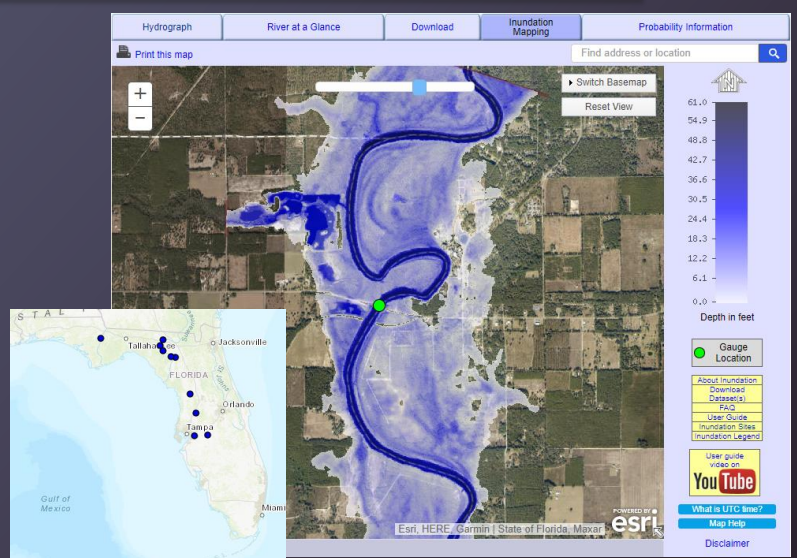 Hydrograph
River at a Glance
Download
Inundation
Mapping
Probability Information
Print this map
Find address or location
+
−
Switch Basemap
Reset View
N
61.0
54.9
48.8
42.7
36.6
30.5
24.4
18.3
12.2
6.1
0.0
Depth in feet
Gauge
Location
About Inundation
Download
Dataset(s)
FAQ
User Guide
Inundation Sites
Inundation Legend
User guide
video on
YouTube
What is UTC time?
Map Help
Disclaimer
POWERED BY
esri
Esri, HERE, Garmin | State of Florida, Maxar
Tallahassee
Jacksonville
FLORIDA
Orlando
Tampa
Gulf of
Mexico
Miami